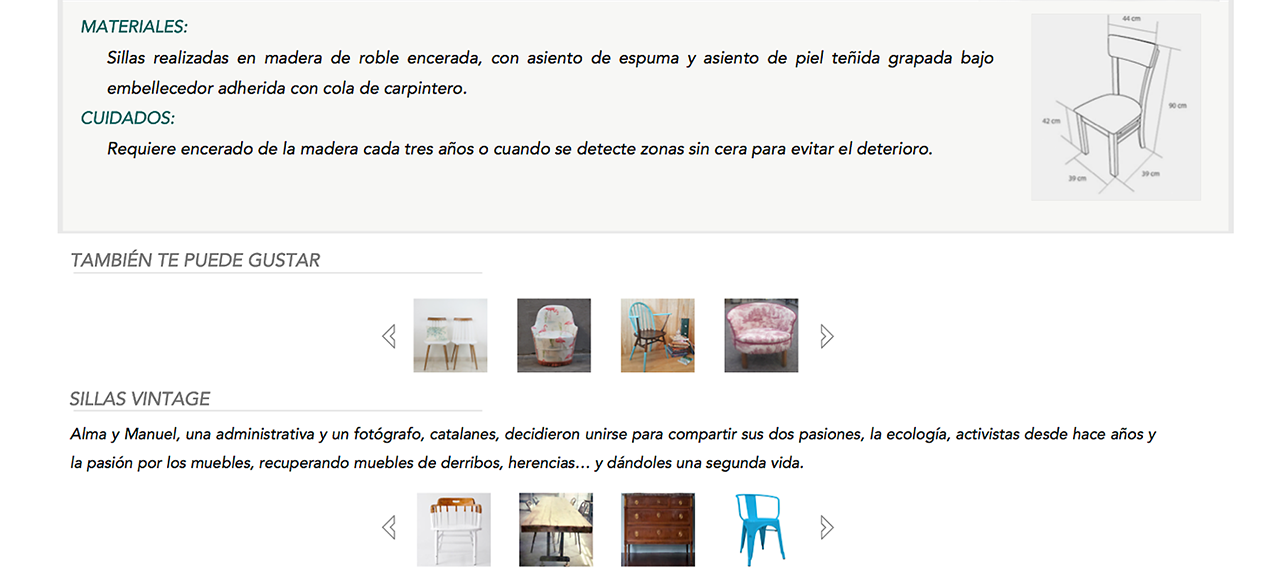 MATERIALES:
Sillas realizadas en madera de roble encerada, con asiento de espuma y asiento de piel teñida grapada bajo
embellecedor adherida con cola de carpintero.
CUIDADOS:
Requiere encerado de la madera cada tres años o cuando se detecte zonas sin cera para evitar el deterioro.
44 cm
90 cm
42 cm
39 cm
39 cm
TAMBIÉN TE PUEDE GUSTAR
SILLAS VINTAGE
Alma y Manuel, una administrativa y un fotógrafo, catalanes, decidieron unirse para compartir sus dos pasiones, la ecología, activistas desde hace años y
la pasión por los muebles, recuperando muebles de derribos, herencias… y dándoles una segunda vida.